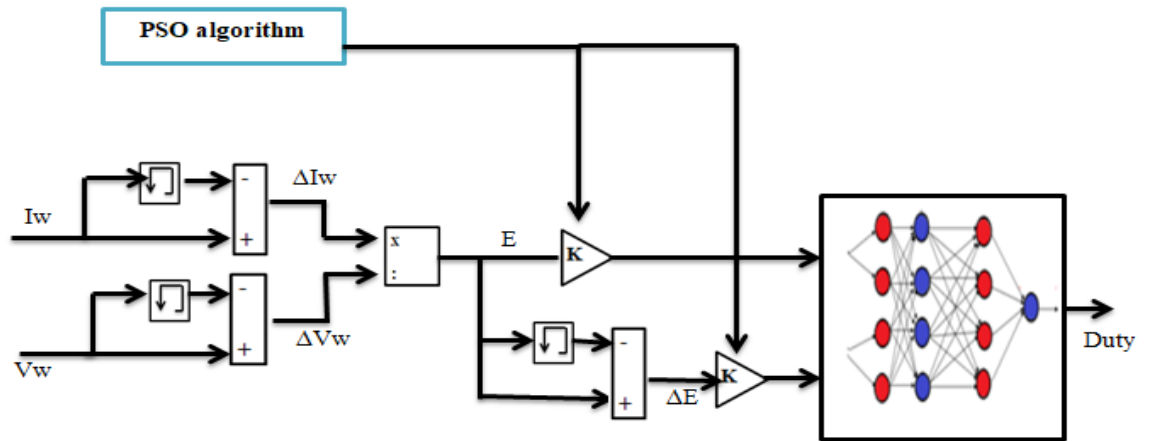 PSO algorithm
-
ΔIw
Iw
+
x
E
K
:
-
ΔVw
+
Vw
-
+
ΔE
K
Duty